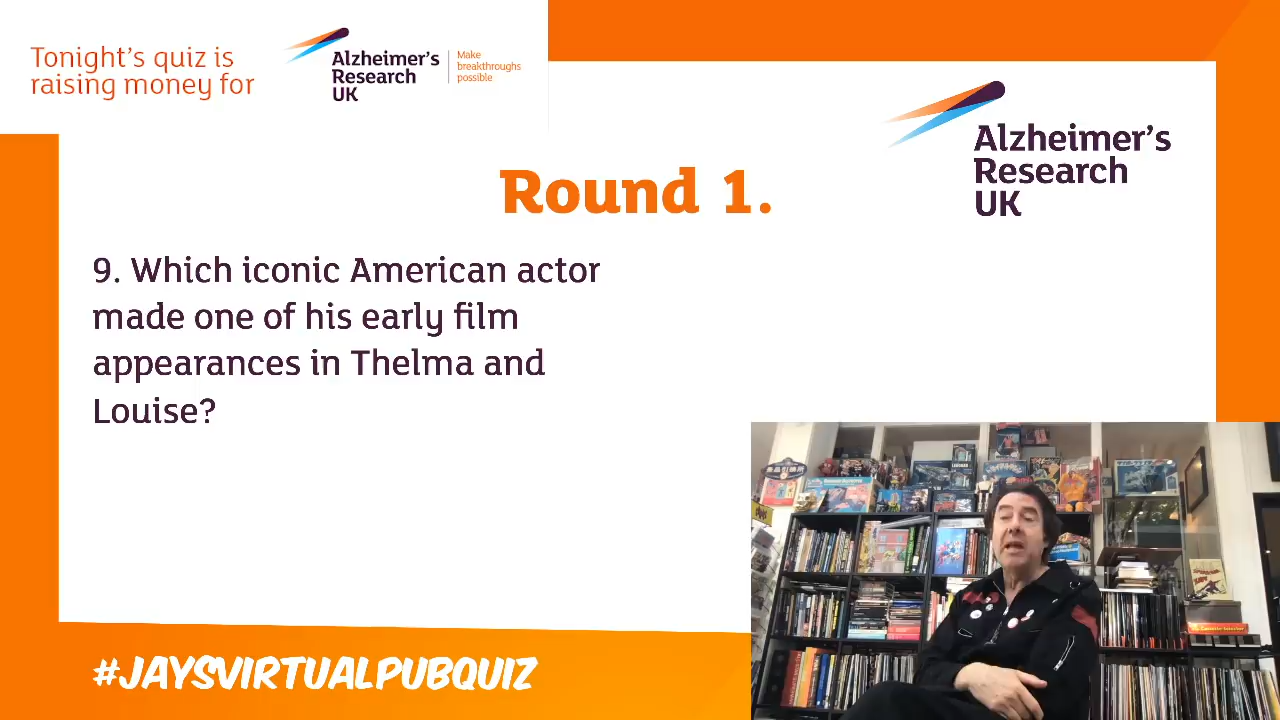 Tonight's quiz is
raising money for
Alzheimer's
Research
UK
Make
breakthroughs
possible
Alzheimer's
Research
UK
Round 1.
9. Which iconic American actor
made one of his early film
appearances in Thelma and
Louise?
#JAYSVIRTUALPUBQUIZ